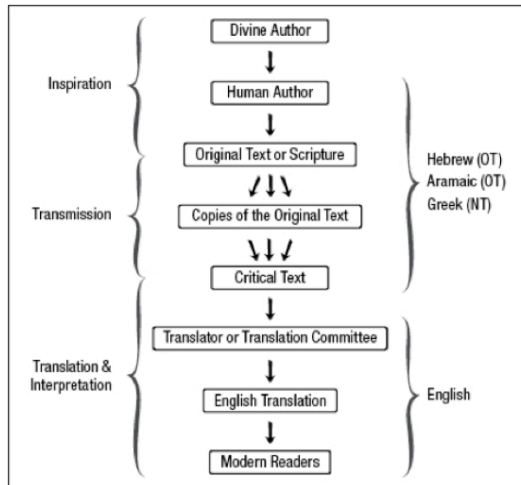 Divine Author
Inspiration
Human Author
Original Text or Scripture
Hebrew (OT)
Aramaic (OT)
Greek (NT)
Transmission
Copies of the Original Text
Critical Text
Translator or Translation Committee
Translation &
Interpretation
English Translation
English
Modern Readers